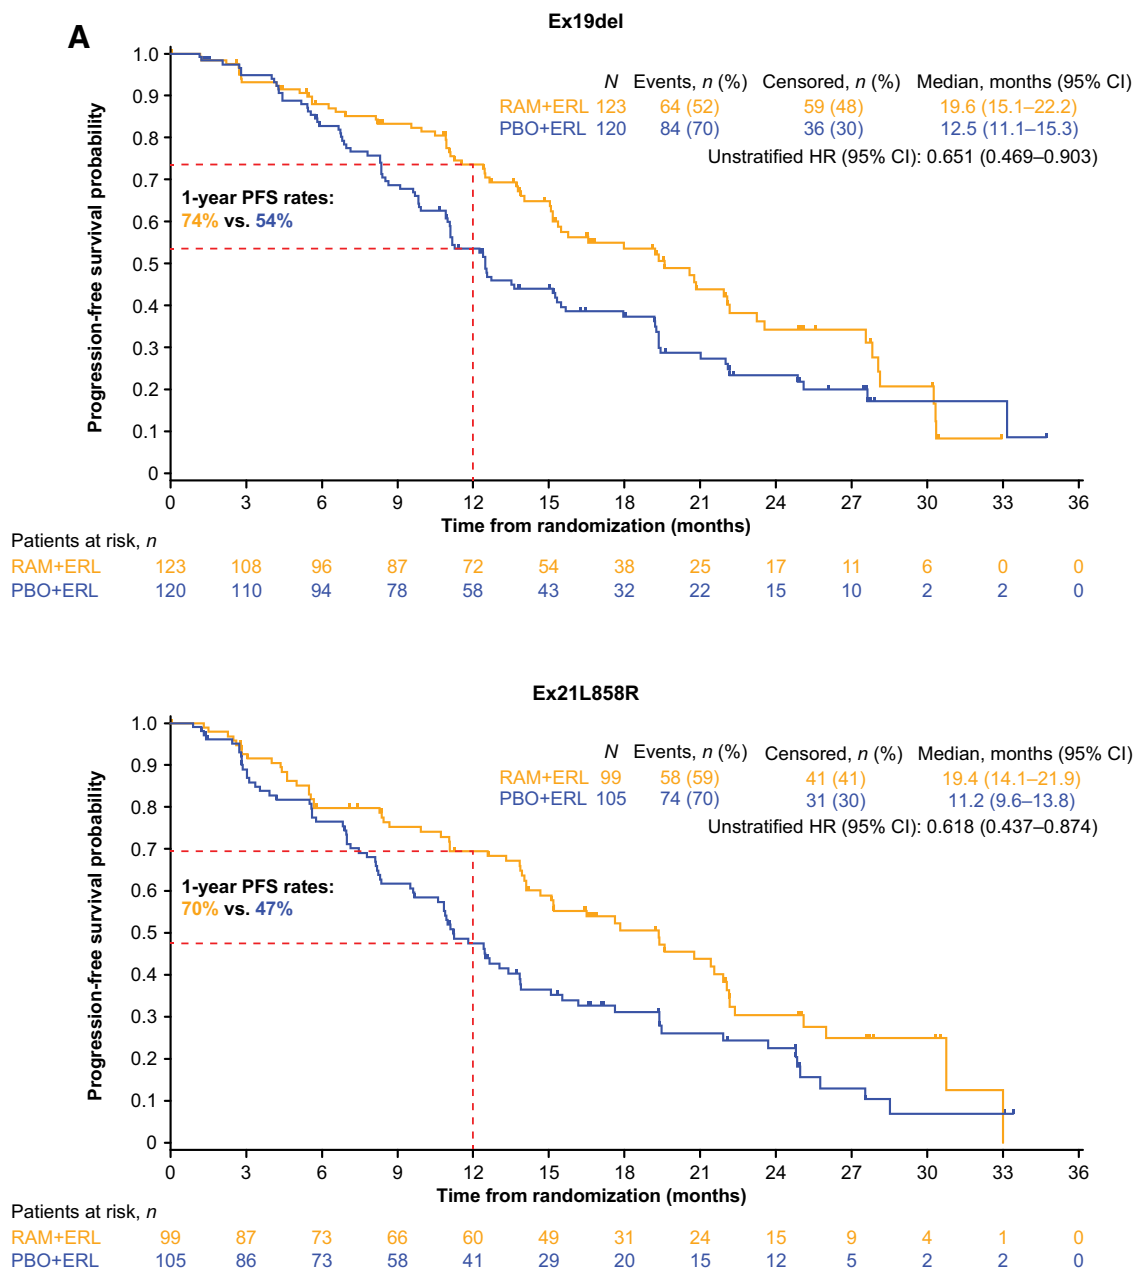 A
Ex19del
N Events, n (%) Censored, n (%) Median, months (95% CI)
RAM+ERL 123 64 (52) 59 (48) 19.6 (15.1–22.2)
PBO+ERL 120 84 (70) 36 (30) 12.5 (11.1–15.3)
Unstratified HR (95% CI): 0.651 (0.469–0.903)
Progression-free survival probability
1.0
0.9
0.8
0.7
0.6
0.5
0.4
0.3
0.2
0.1
0
1-year PFS rates:
74% vs. 54%
0 3 6 9 12 15 18 21 24 27 30 33 36
Time from randomization (months)
Patients at risk, n
RAM+ERL 123 108 96 87 72 54 38 25 17 11 6 0 0
PBO+ERL 120 110 94 78 58 43 32 22 15 10 2 2 0
Ex21L858R
N Events, n (%) Censored, n (%) Median, months (95% CI)
RAM+ERL 99 58 (59) 41 (41) 19.4 (14.1–21.9)
PBO+ERL 105 74 (70) 31 (30) 11.2 (9.6–13.8)
Unstratified HR (95% CI): 0.618 (0.437–0.874)
Progression-free survival probability
1.0
0.9
0.8
0.7
0.6
0.5
0.4
0.3
0.2
0.1
0
1-year PFS rates:
70% vs. 47%
0 3 6 9 12 15 18 21 24 27 30 33 36
Time from randomization (months)
Patients at risk, n
RAM+ERL 99 87 73 66 60 49 31 24 15 9 4 1 0
PBO+ERL 105 86 73 58 41 29 20 15 12 5 2 2 0